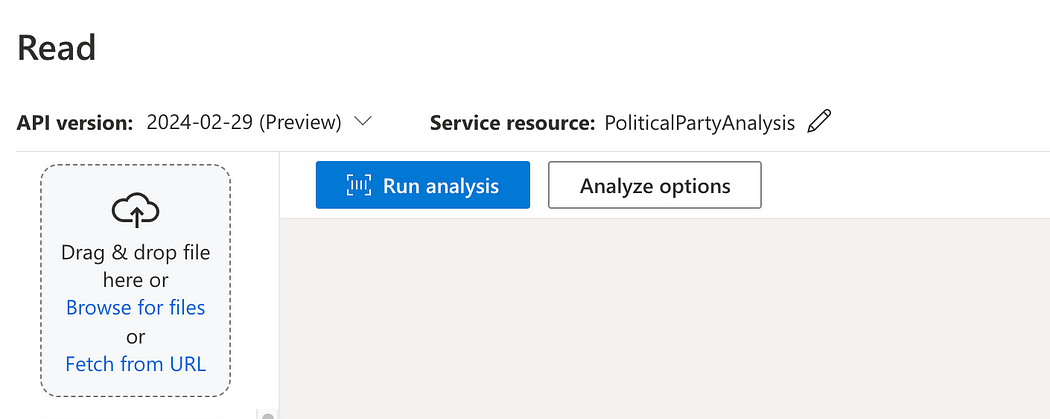 Read
API version: 2024-02-29 (Preview) Service resource: PoliticalPartyAnalysis
Run analysis Analyze options
Drag & drop file
here or
Browse for files
or
Fetch from URL